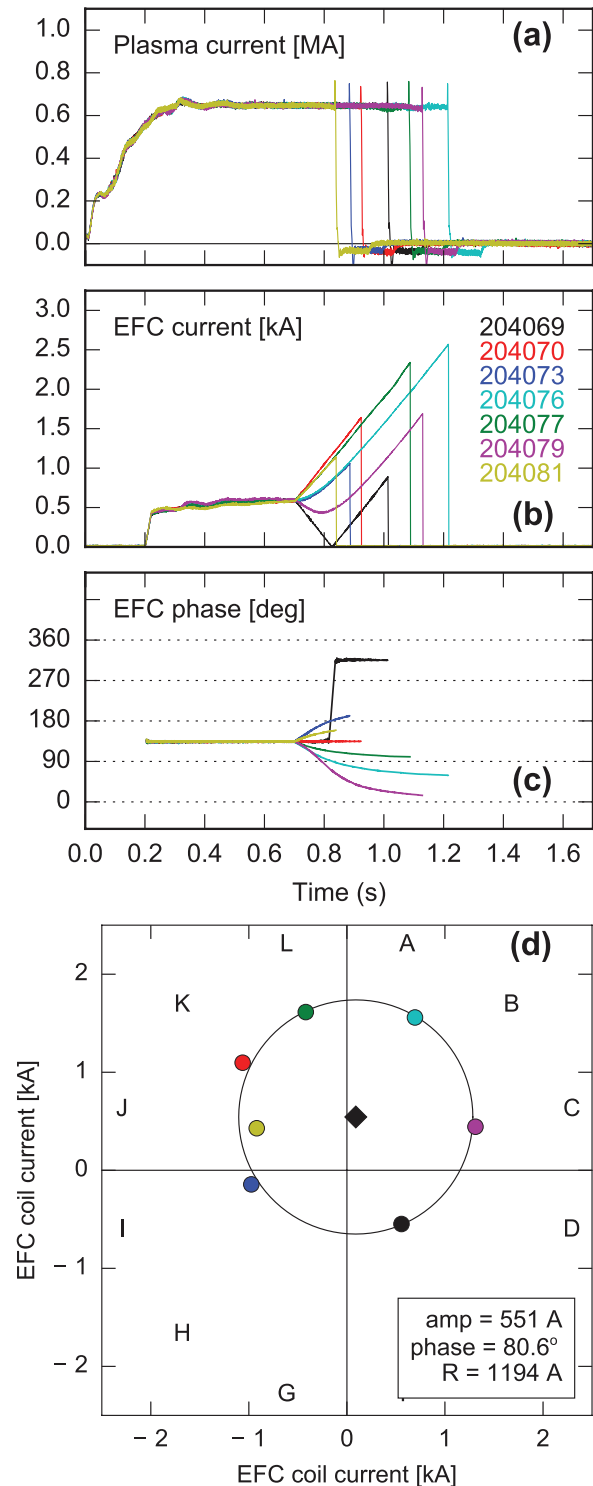 Plasma current [MA]
(a)
1.0
0.8
0.6
0.4
0.2
0.0
EFC current [kA]
3.0
2.5
2.0
1.5
1.0
0.5
0.0
204069
204070
204073
204076
204077
204079
204081
(b)
EFC phase [deg]
360
270
180
90
0
(c)
0.0 0.2 0.4 0.6 0.8 1.0 1.2 1.4 1.6
Time (s)
(d)
L A
K B
J C
I D
H
G
EFC coil current [kA]
2
1
0
− 1
− 2
amp = 551 A
phase = 80.6°
R = 1194 A
− 2 − 1 0 1 2
EFC coil current [kA]